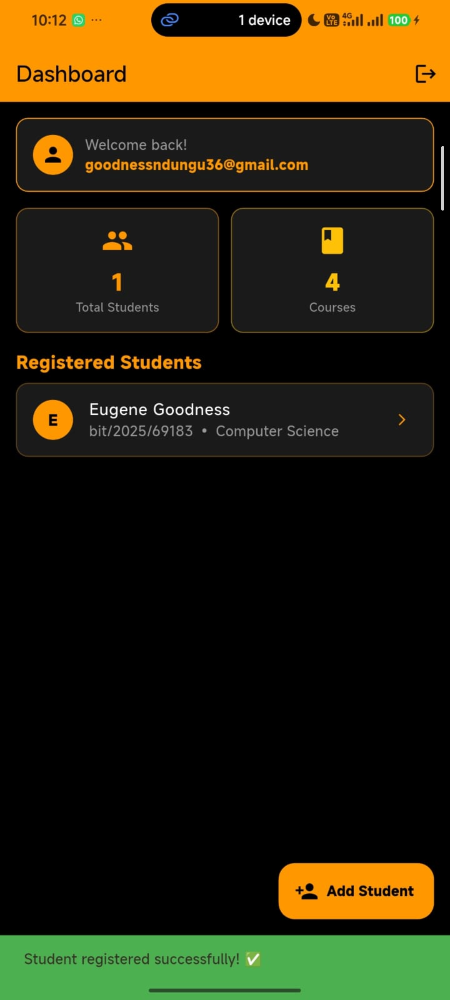 10:12 ... 1 device VoLTE 4G 100
Dashboard
Welcome back!
goodnessndungu36@gmail.com
1
Total Students
4
Courses
Registered Students
E
Eugene Goodness
bit/2025/69183 • Computer Science
Add Student
Student registered successfully! ✅